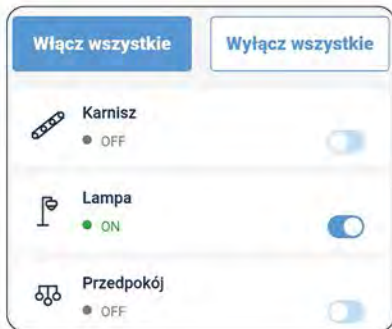 Włącz wszystkie
Wyłącz wszystkie
Karnisz
OFF
Lampa
ON
Przedpokój
OFF